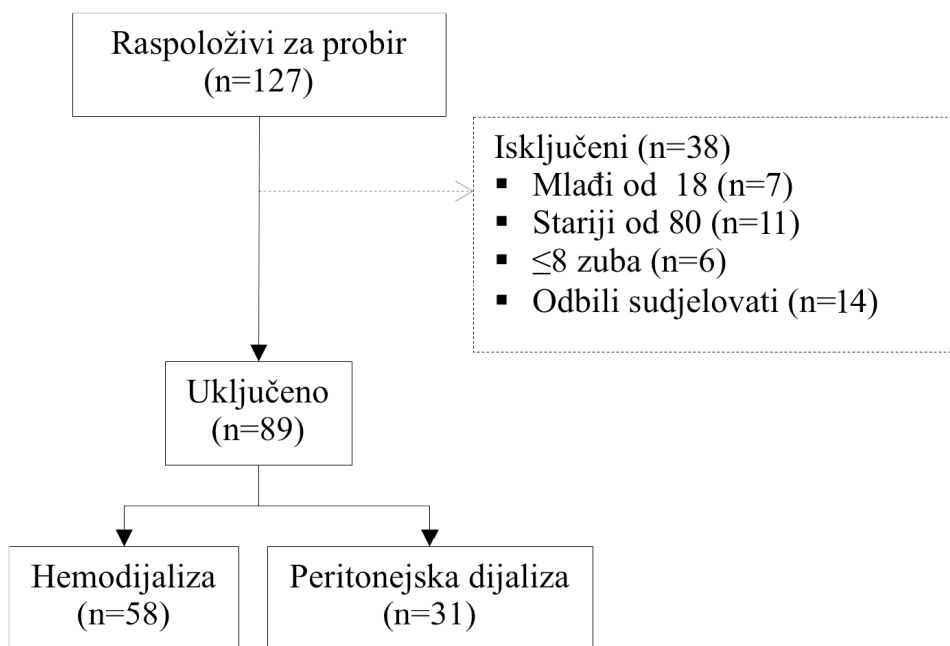 Raspoloživi za probir
(n=127)
Isključeni (n=38)
▪ Mlađi od 18 (n=7)
▪ Stariji od 80 (n=11)
▪ ≤8 zuba (n=6)
▪ Odbili sudjelovati (n=14)
Uključeno
(n=89)
Hemodijaliza
(n=58)
Peritonejska dijaliza
(n=31)